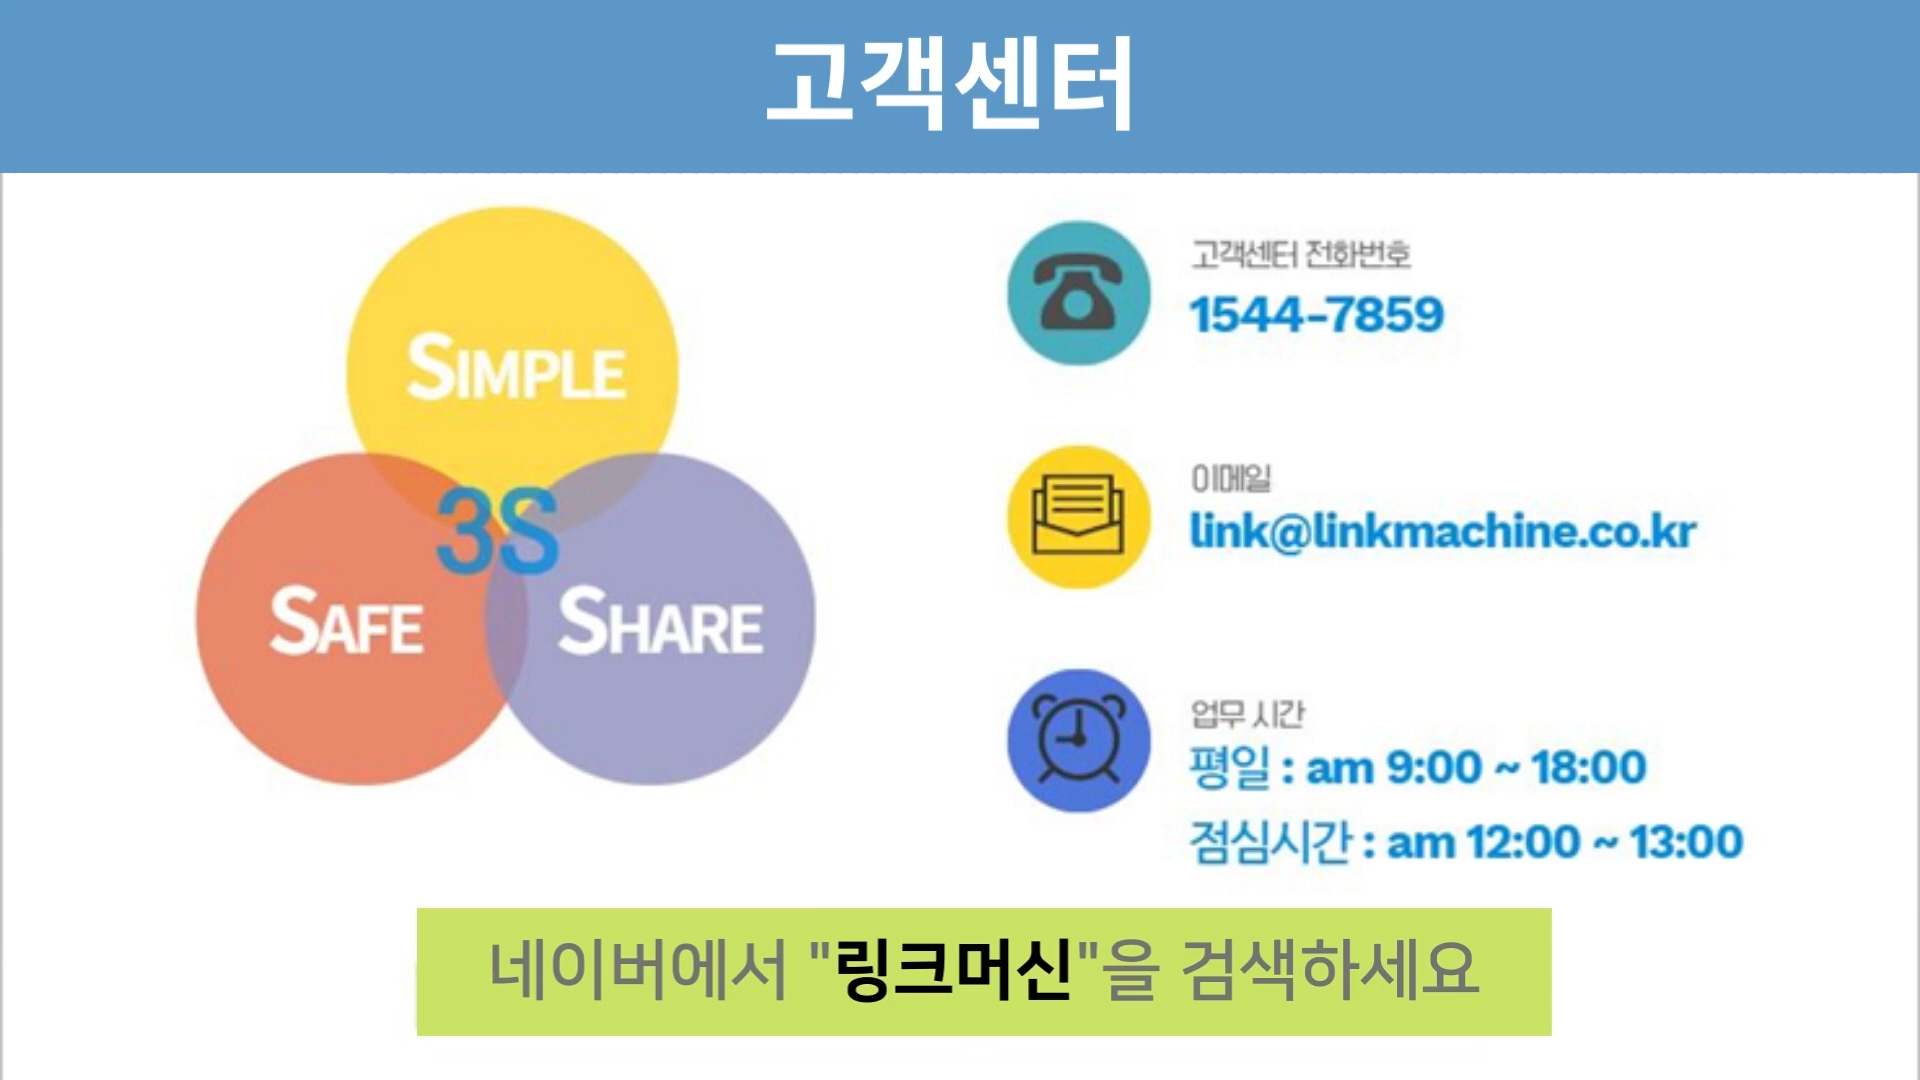 고객센터
SIMPLE
3S
SAFE
SHARE
고객센터 전화번호
1544-7859
이메일
link@linkmachine.co.kr
업무 시간
평일 : am 9:00 ~ 18:00
점심시간 : am 12:00 ~ 13:00
네이버에서 "링크머신"을 검색하세요